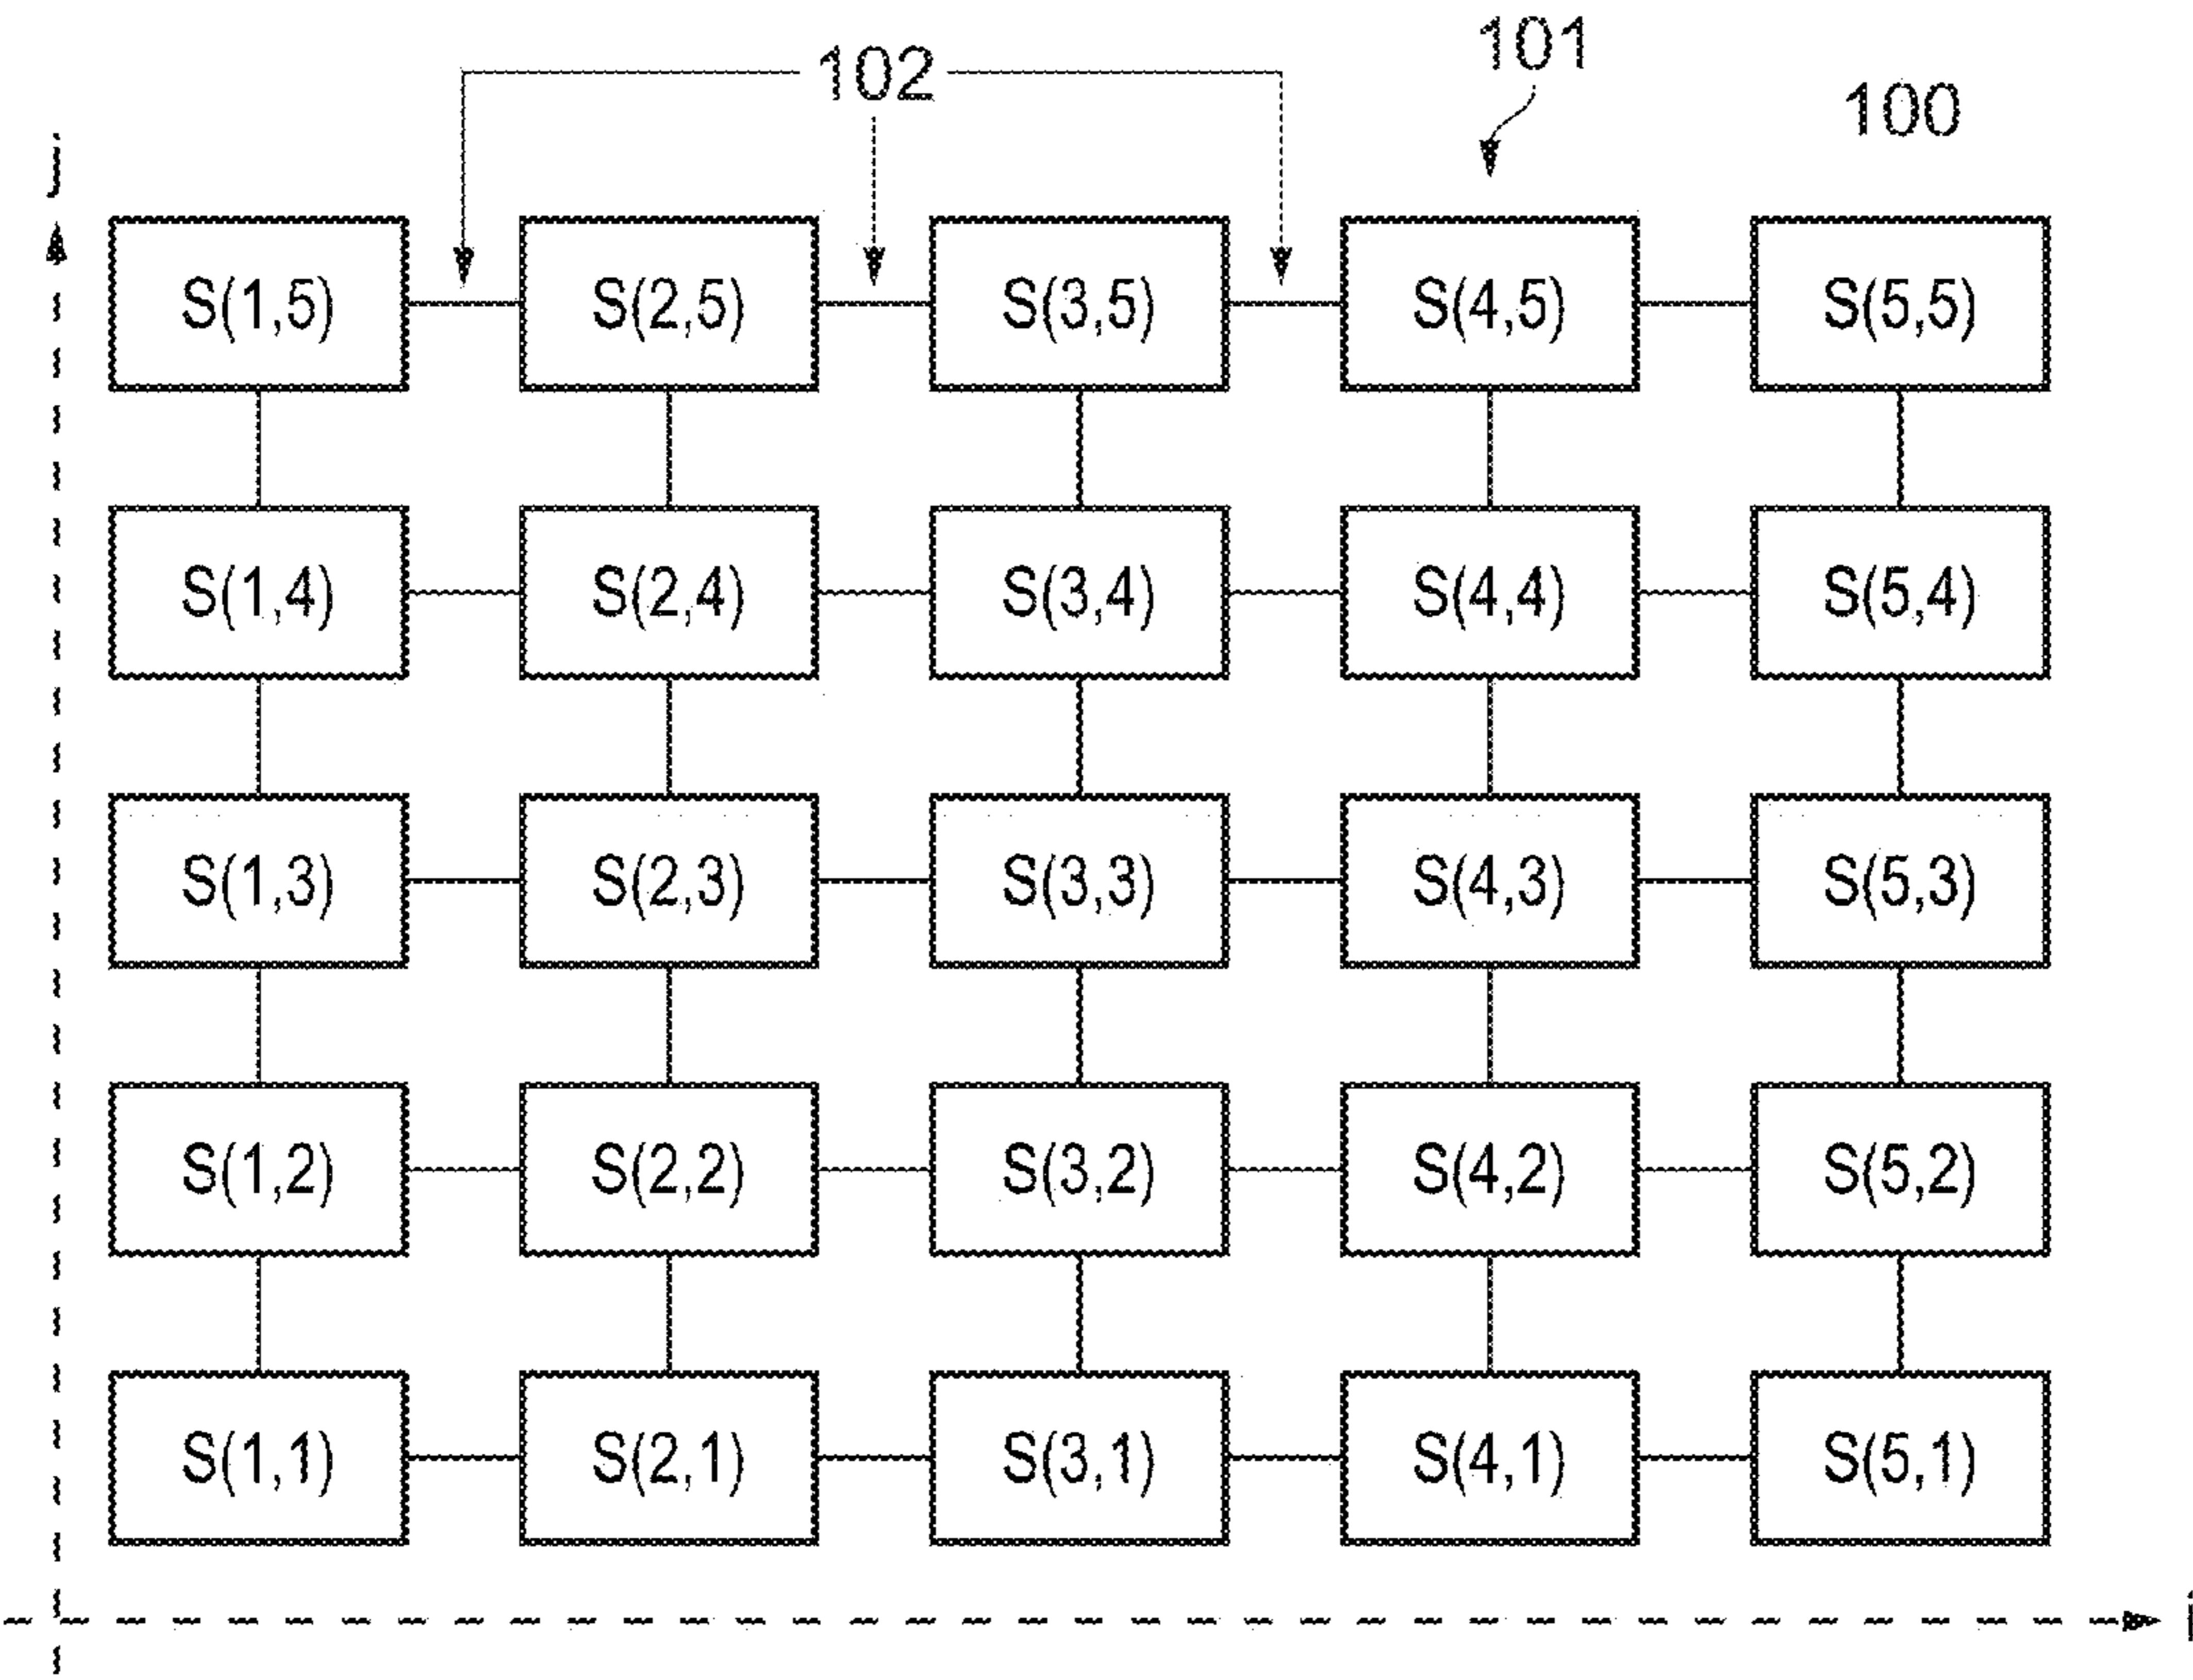 101
102
100
j
S(1,5) S(2,5) S(3,5) S(4,5) S(5,5)
S(1,4) S(2,4) S(3,4) S(4,4) S(5,4)
S(1,3) S(2,3) S(3,3) S(4,3) S(5,3)
S(1,2) S(2,2) S(3,2) S(4,2) S(5,2)
S(1,1) S(2,1) S(3,1) S(4,1) S(5,1)
i